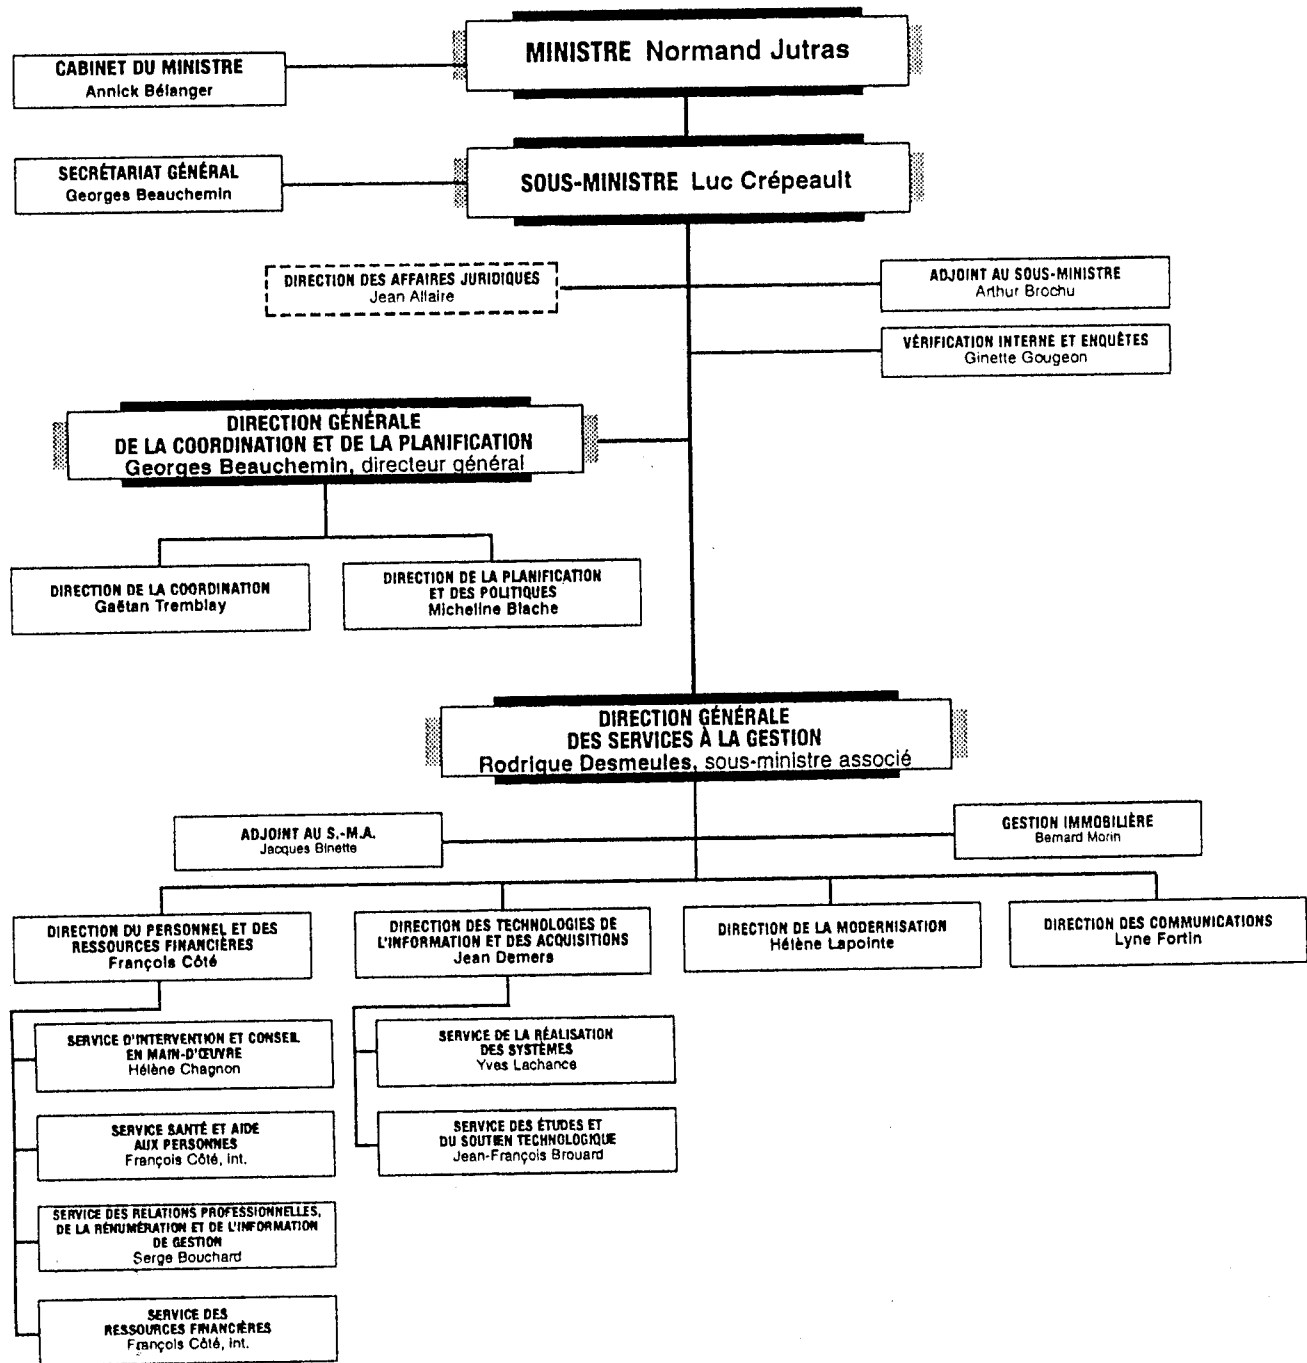 MINISTRE Normand Jutras
CABINET DU MINISTRE
Annick Bélanger
SECRÉTARIAT GÉNÉRAL
Georges Beauchemin
SOUS-MINISTRE Luc Crépeault
DIRECTION DES AFFAIRES JURIDIQUES
Jean Allaire
ADJOINT AU SOUS-MINISTRE
Arthur Brochu
VÉRIFICATION INTERNE ET ENQUÊTES
Ginette Gougeon
DIRECTION GÉNÉRALE
DE LA COORDINATION ET DE LA PLANIFICATION
Georges Beauchemin, directeur général
DIRECTION DE LA COORDINATION
Gaëtan Tremblay
DIRECTION DE LA PLANIFICATION
ET DES POLITIQUES
Micheline Blache
DIRECTION GÉNÉRALE
DES SERVICES À LA GESTION
Rodrique Desmeules, sous-ministre associé
ADJOINT AU S.-M.A.
Jacques Binette
GESTION IMMOBILIÈRE
Bernard Morin
DIRECTION DU PERSONNEL ET DES
RESSOURCES FINANCIÈRES
François Côté
DIRECTION DES TECHNOLOGIES DE
L'INFORMATION ET DES ACQUISITIONS
Jean Demers
DIRECTION DE LA MODERNISATION
Hélène Lapointe
DIRECTION DES COMMUNICATIONS
Lyne Fortin
SERVICE D'INTERVENTION ET CONSEIL
EN MAIN-D'ŒUVRE
Hélène Chagnon
SERVICE SANTÉ ET AIDE
AUX PERSONNES
François Côté, int.
SERVICE DES RELATIONS PROFESSIONNELLES,
DE LA RÉNUMÉRATION ET DE L'INFORMATION
DE GESTION
Serge Bouchard
SERVICE DES
RESSOURCES FINANCIÈRES
François Côté, int.
SERVICE DE LA RÉALISATION
DES SYSTÈMES
Yves Lachance
SERVICE DES ÉTUDES ET
DU SOUTIEN TECHNOLOGIQUE
Jean-François Brouard